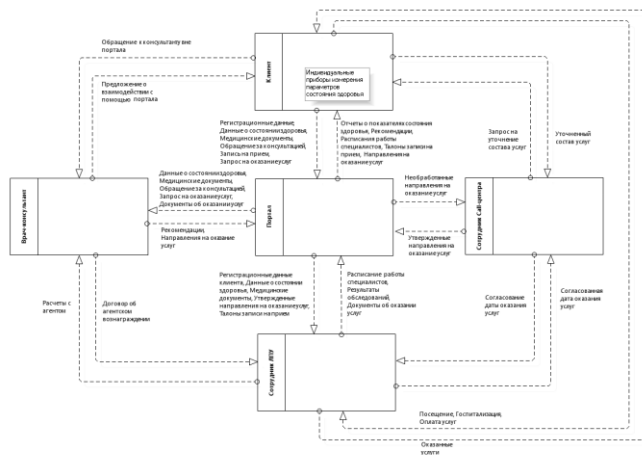 Обращение к консультанту вне
портала
Предложение о
взаимодействии с
помощью портала
Клиент
Индивидуальные
приборы измерения
параметров
состояния здоровья
Регистрационные данные,
Данные о состоянии здоровья,
Медицинские документы,
Обращение за консультацией,
Запись на прием,
Запрос на оказание услуг
Отчеты о показателях состояния
здоровья, Рекомендации,
Расписания работы
специалистов, Талоны записи на
прием, Направления на
оказание услуг
Запрос на
уточнение
состава услуг
Уточненный
состав услуг
Врач-консультант
Данные о состоянии здоровья,
Медицинские документы,
Обращение за консультацией,
Запрос на оказание услуг,
Документы об оказании услуг
Рекомендации,
Направления на оказание
услуг
Портал
Необработанные
направления на
оказание услуг
Утвержденные
направления на
оказание услуг
Сотрудник Call-центра
Расчеты с
агентом
Договор об
агентском
вознаграждении
Регистрационные данные
клиента, Данные о состоянии
здоровья, Медицинские
документы, Утвержденные
направления на оказание услуг,
Талоны записи на прием
Расписание работы
специалистов,
Результаты
обследований,
Документы об оказании
услуг
Согласование
даты оказания
услуг
Согласованная
дата оказания
услуг
Сотрудник ЛПУ
Посещение, Госпитализация,
Оплата услуг
Оказанные
услуги